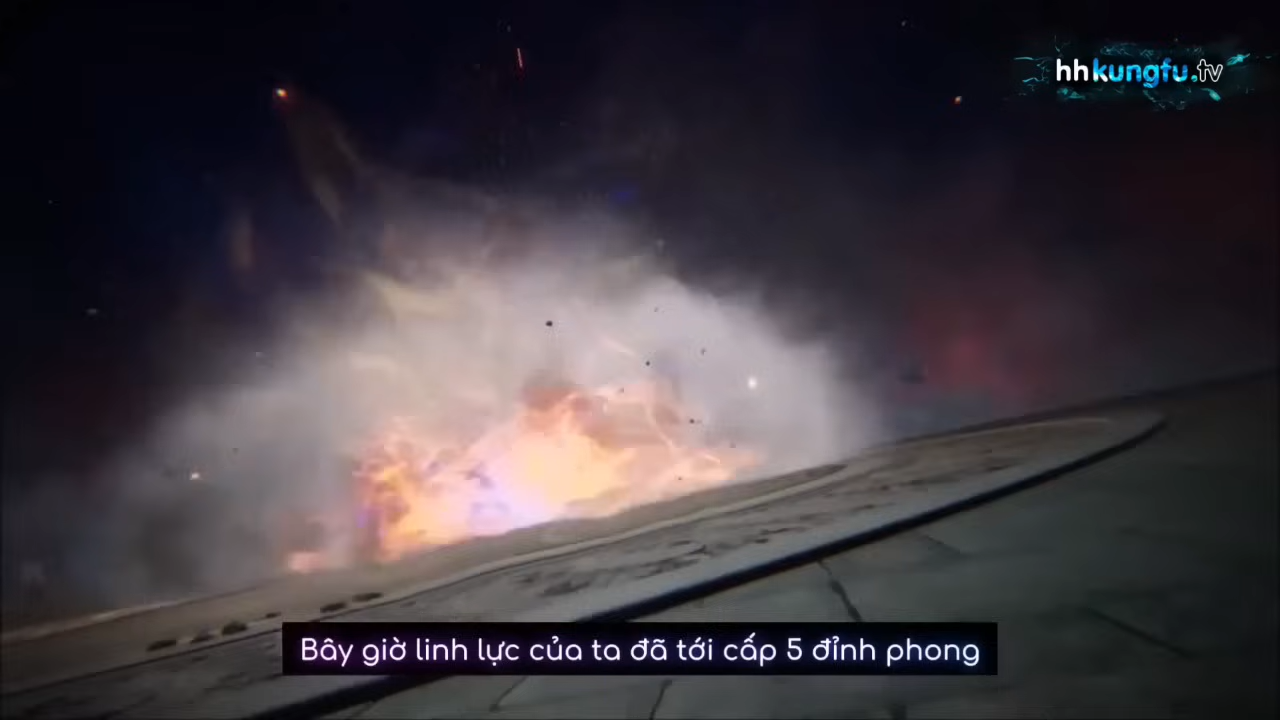 hhkungfu.tv
Bây giờ linh lực của ta đã tới cấp 5 đỉnh phong